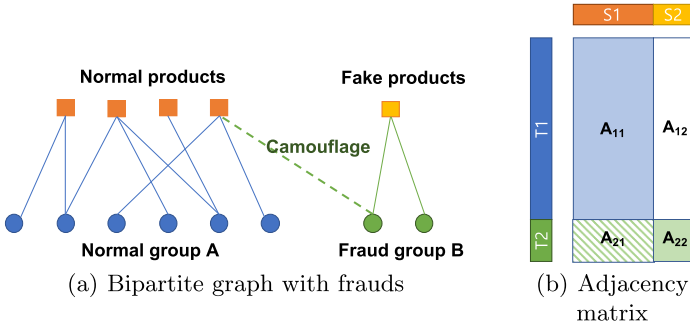 Normal products
Fake products
Camouflage
Normal group A
Fraud group B
(a) Bipartite graph with frauds
S1
S2
T1
T2
A11
A12
A21
A22
(b) Adjacency
matrix